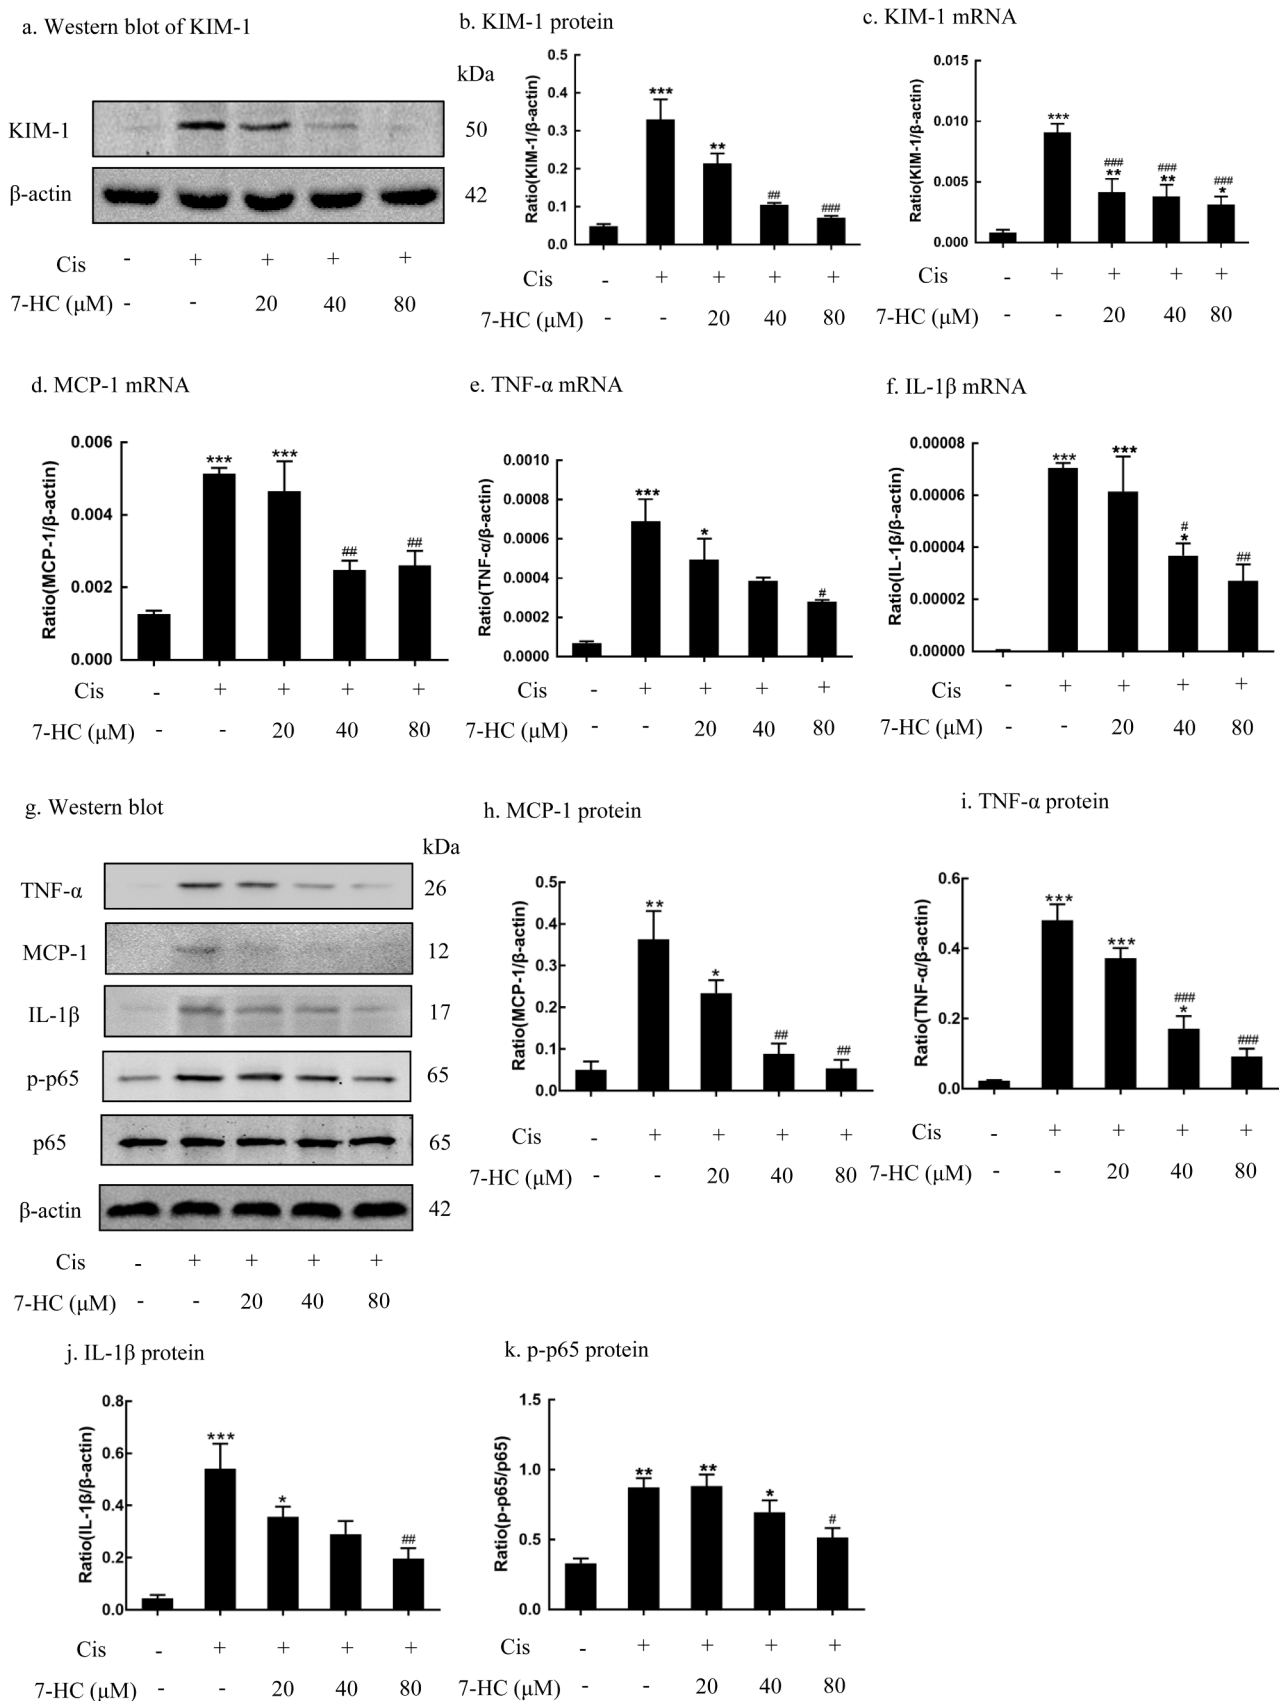 a. Western blot of KIM-1
kDa
KIM-1
50
β-actin
42
Cis - + + + +
7-HC (μM) - - 20 40 80
b. KIM-1 protein
Ratio(KIM-1/β-actin)
0.5
0.4
0.3
0.2
0.1
0.0
*** ** ## ###
Cis - + + + +
7-HC (μM) - - 20 40 80
c. KIM-1 mRNA
Ratio(KIM-1/β-actin)
0.015
0.010
0.005
0.000
*** ### ### ###
** ** *
Cis - + + + +
7-HC (μM) - - 20 40 80
d. MCP-1 mRNA
Ratio(MCP-1/β-actin)
0.006
0.004
0.002
0.000
*** *** ## ##
Cis - + + + +
7-HC (μM) - - 20 40 80
e. TNF-α mRNA
Ratio(TNF-α/β-actin)
0.0010
0.0008
0.0006
0.0004
0.0002
0.0000
*** * #
Cis - + + + +
7-HC (μM) - - 20 40 80
f. IL-1β mRNA
Ratio(IL-1β/β-actin)
0.00008
0.00006
0.00004
0.00002
0.00000
*** *** # ##
*
Cis - + + + +
7-HC (μM) - - 20 40 80
g. Western blot
kDa
TNF-α 26
MCP-1 12
IL-1β 17
p-p65 65
p65 65
β-actin 42
Cis - + + + +
7-HC (μM) - - 20 40 80
h. MCP-1 protein
Ratio(MCP-1/β-actin)
0.5
0.4
0.3
0.2
0.1
0.0
** * ## ##
Cis - + + + +
7-HC (μM) - - 20 40 80
i. TNF-α protein
Ratio(TNF-α/β-actin)
0.6
0.4
0.2
0.0
*** *** ### ###
*
Cis - + + + +
7-HC (μM) - - 20 40 80
j. IL-1β protein
Ratio(IL-1β/β-actin)
0.8
0.6
0.4
0.2
0.0
*** * ##
Cis - + + + +
7-HC (μM) - - 20 40 80
k. p-p65 protein
Ratio(p-p65/p65)
1.5
1.0
0.5
0.0
** ** * #
Cis - + + + +
7-HC (μM) - - 20 40 80